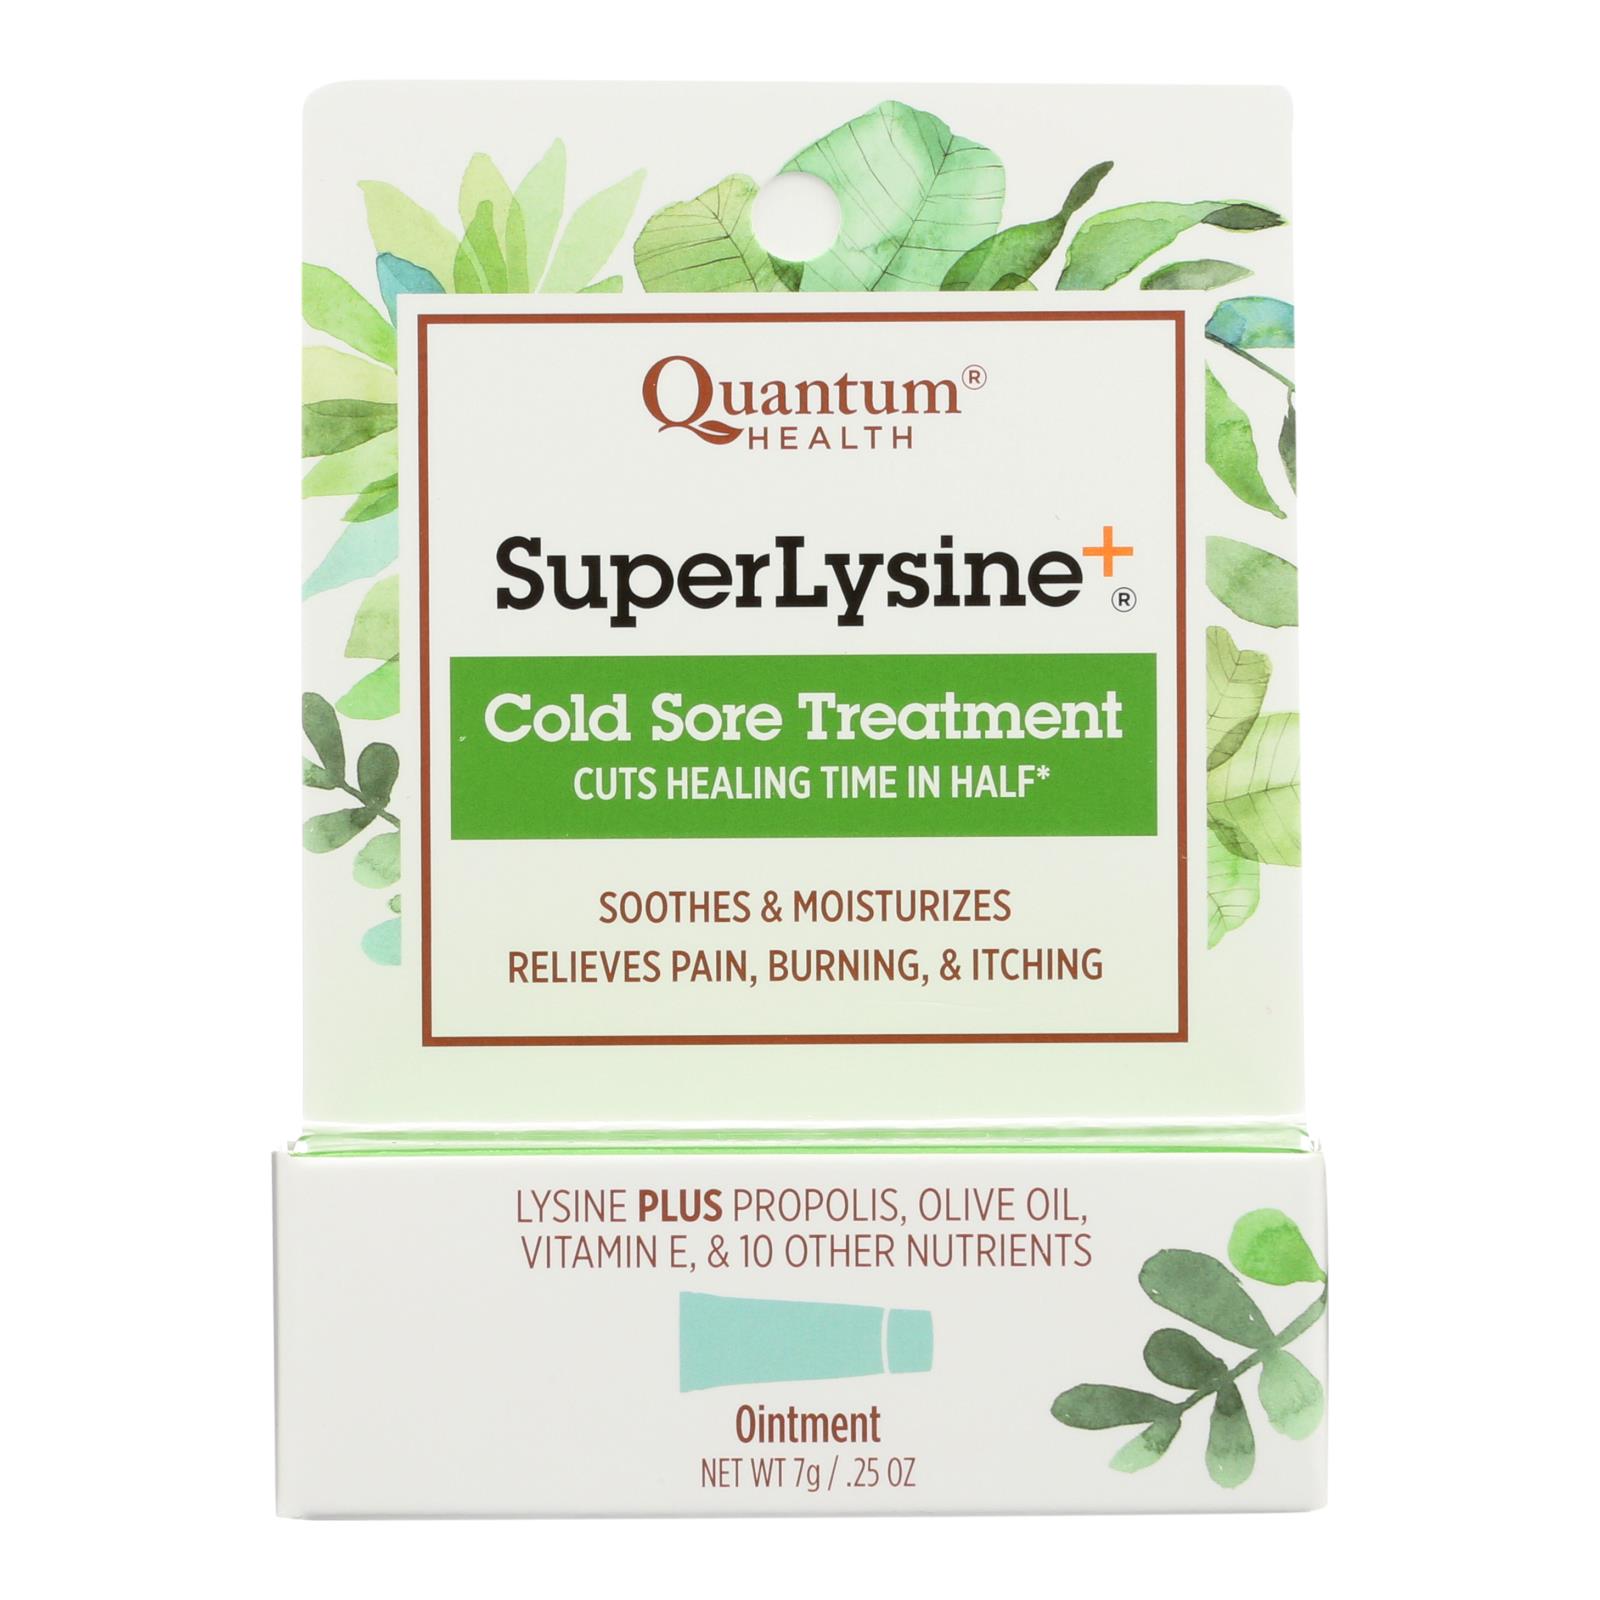 Quantum®
HEALTH
SuperLysine+®
Cold Sore Treatment
CUTS HEALING TIME IN HALF*
SOOTHES & MOISTURIZES
RELIEVES PAIN, BURNING, & ITCHING
LYSINE PLUS PROPOLIS, OLIVE OIL,
VITAMIN E, & 10 OTHER NUTRIENTS
Ointment
NET WT 7g / .25 OZ